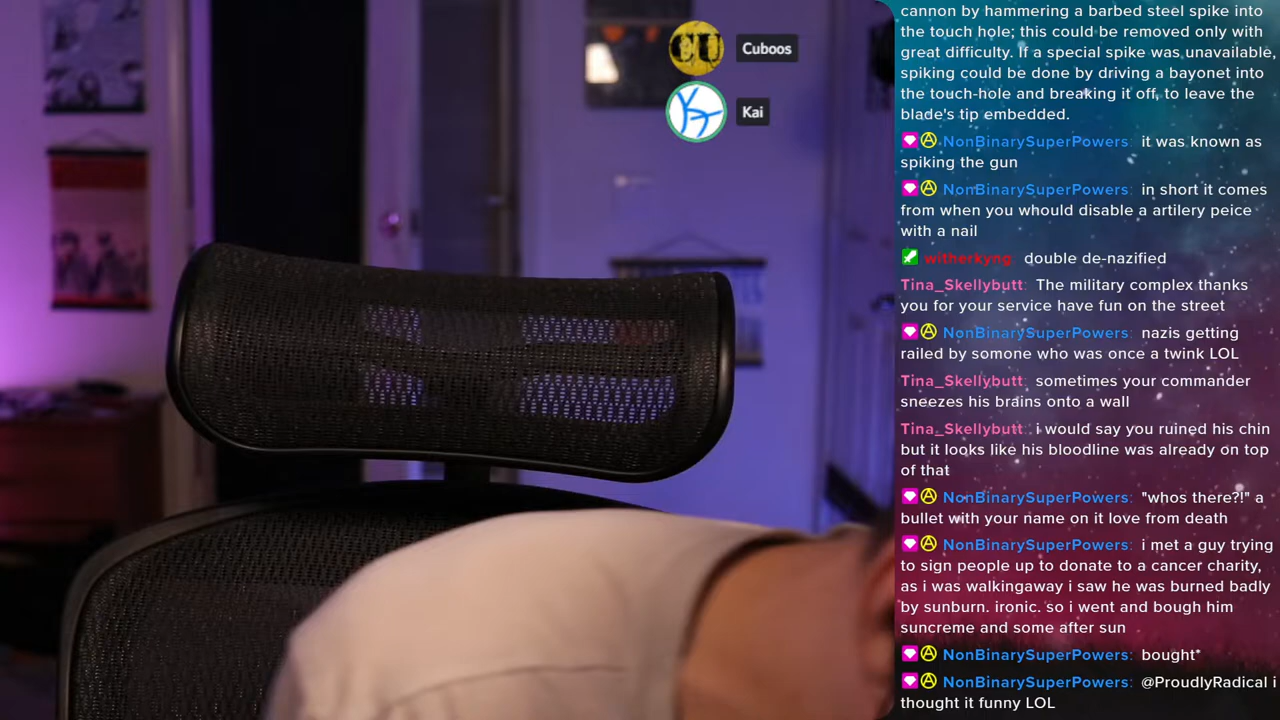 CU
Cuboos
Kai
cannon by hammering a barbed steel spike into
the touch hole; this could be removed only with
great difficulty. If a special spike was unavailable,
spiking could be done by driving a bayonet into
the touch-hole and breaking it off, to leave the
blade's tip embedded.
NonBinarySuperPowers: it was known as
spiking the gun
NonBinarySuperPowers: in short it comes
from when you whould disable a artilery peice
with a nail
witherkyng: double de-nazified
Tina_Skellybutt: The military complex thanks
you for your service have fun on the street
NonBinarySuperPowers: nazis getting
railed by somone who was once a twink LOL
Tina_Skellybutt: sometimes your commander
sneezes his brains onto a wall
Tina_Skellybutt: i would say you ruined his chin
but it looks like his bloodline was already on top
of that
NonBinarySuperPowers: "whos there?!" a
bullet with your name on it love from death
NonBinarySuperPowers: i met a guy trying
to sign people up to donate to a cancer charity,
as i was walkingaway i saw he was burned badly
by sunburn. ironic. so i went and bough him
suncreme and some after sun
NonBinarySuperPowers: bought*
NonBinarySuperPowers: @ProudlyRadical i
thought it funny LOL